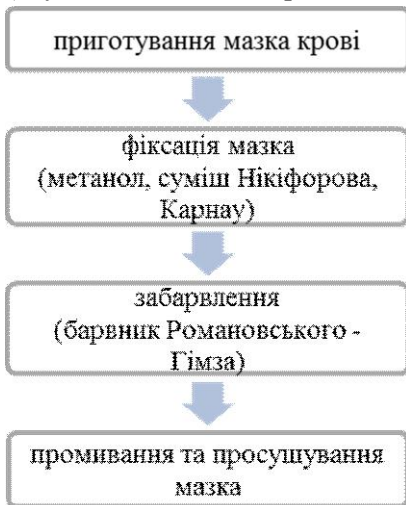 приготування мазка крові
фіксація мазка
(метанол, суміш Нікіфорова,
Карнау)
забарвлення
(барвник Романовського -
Гімза)
промивання та просушування
мазка